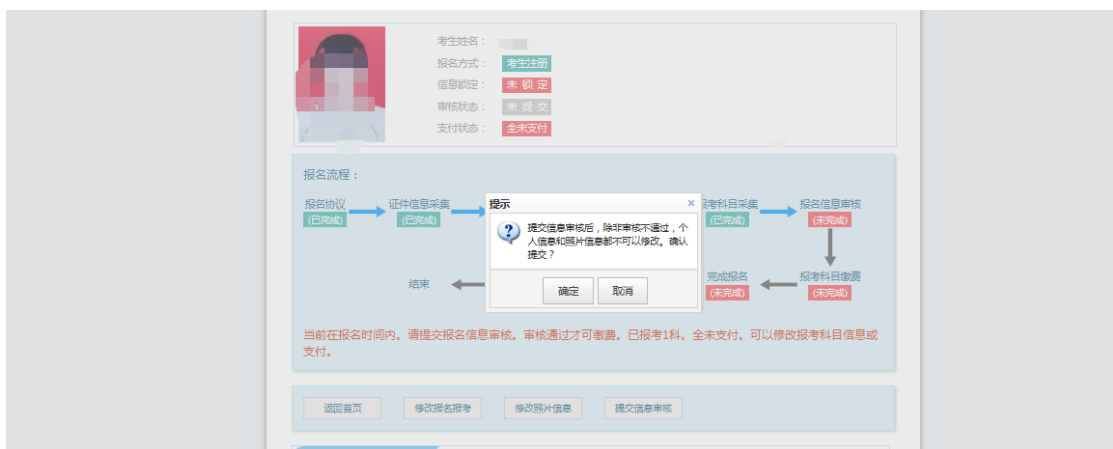 考生姓名：
报名方式： 考生注册
信息锁定： 未 锁 定
审核状态： 未 提 交
支付状态： 全未支付
报名流程：
报名协议 证件信息采集 报考科目采集 报名信息审核
(已完成) (已完成) (已完成) (未完成)
提示 ×
提交信息审核后，除非审核不通过，个
人信息和照片信息都不可以修改。确认
提交？
确定 取消
结束 完成报名 报考科目缴费
(未完成) (未完成)
当前在报名时间内。请提交报名信息审核。审核通过才可缴费。已报考1科。全未支付。可以修改报考科目信息或
支付。
返回首页 修改报名报考 修改照片信息 提交信息审核